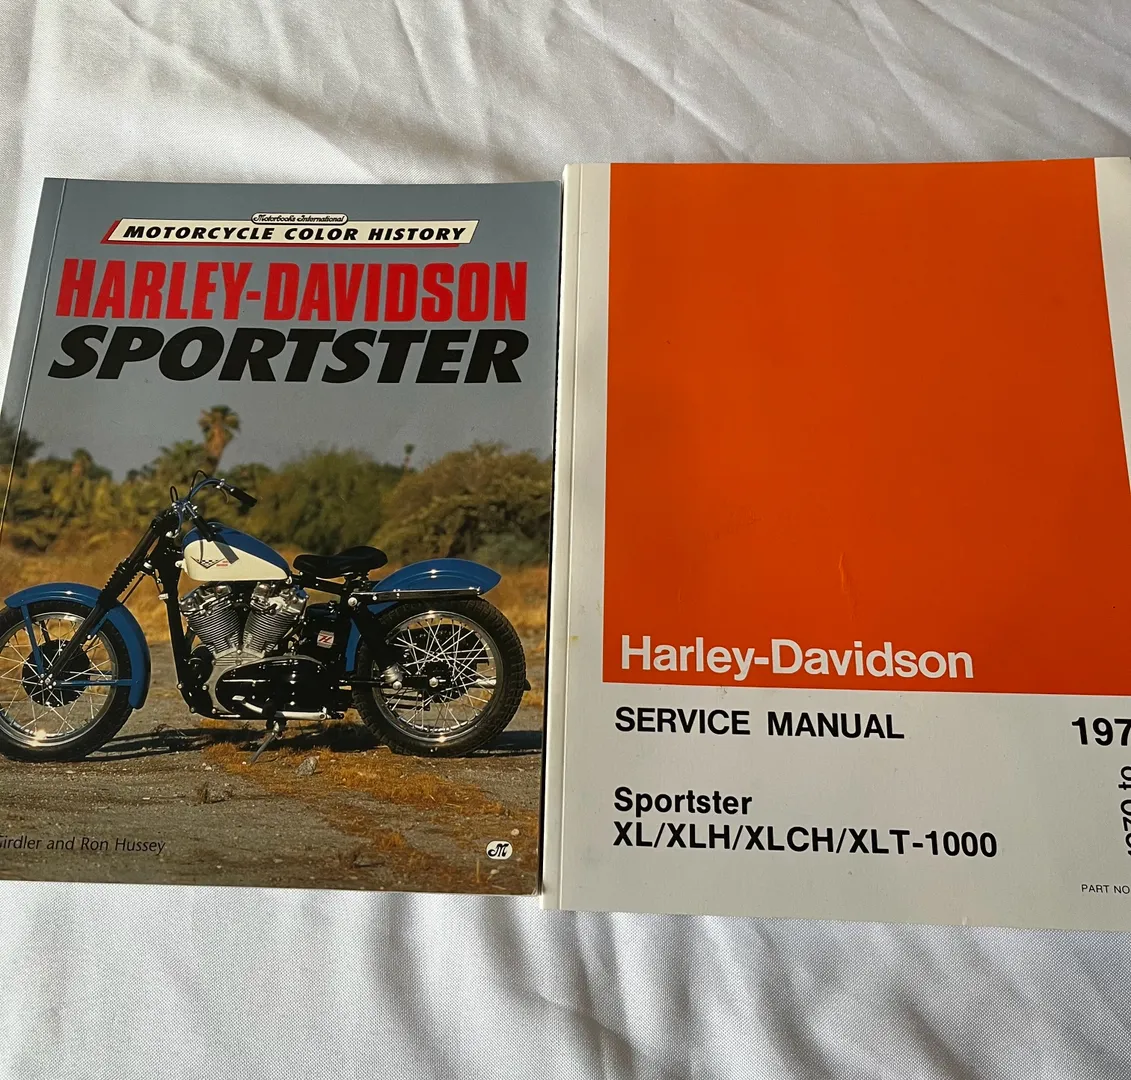 Motorbooks International
MOTORCYCLE COLOR HISTORY
HARLEY-DAVIDSON
SPORTSTER
and Ron Hussey
M
Harley-Davidson
SERVICE MANUAL
197
Sportster
XL/XLH/XLCH/XLT-1000
PART NO